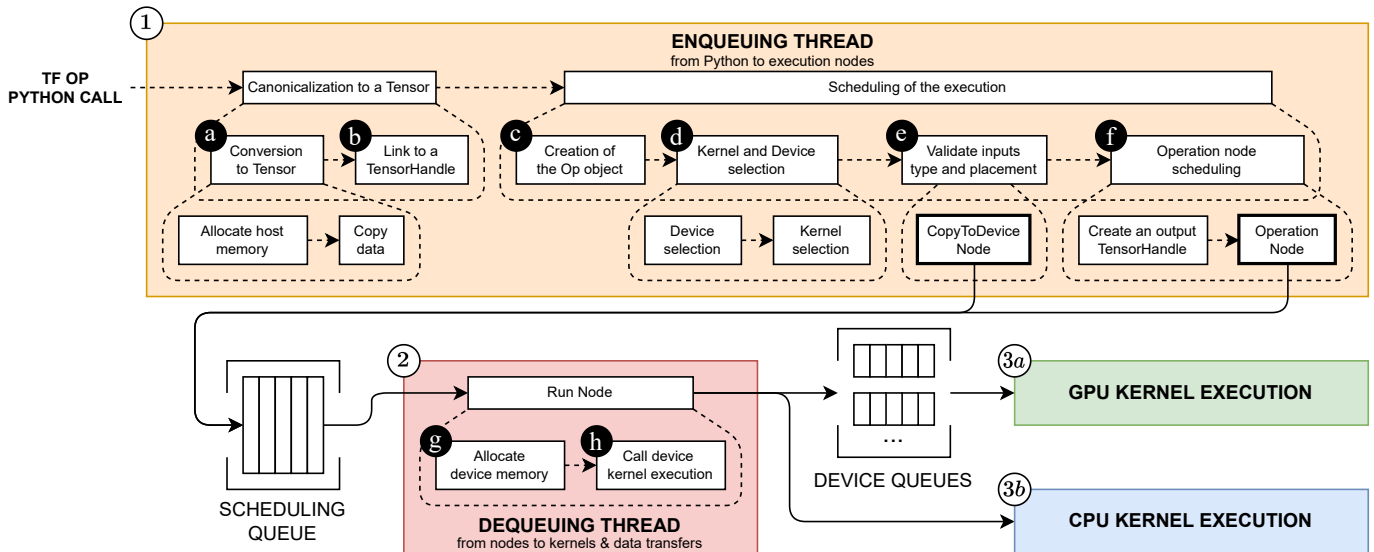 1
ENQUEUING THREAD
from Python to execution nodes
TF OP
PYTHON CALL
Canonicalization to a Tensor
Scheduling of the execution
a
Conversion
to Tensor
b
Link to a
TensorHandle
c
Creation of
the Op object
d
Kernel and Device
selection
e
Validate inputs
type and placement
f
Operation node
scheduling
Allocate host
memory
Copy
data
Device
selection
Kernel
selection
CopyToDevice
Node
Create an output
TensorHandle
Operation
Node
SCHEDULING
QUEUE
2
Run Node
g
Allocate
device memory
h
Call device
kernel execution
DEQUEUING THREAD
from nodes to kernels & data transfers
...
DEVICE QUEUES
3a
GPU KERNEL EXECUTION
3b
CPU KERNEL EXECUTION